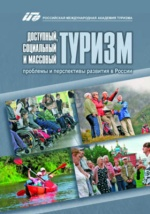 РОССИЙСКАЯ МЕЖДУНАРОДНАЯ АКАДЕМИЯ ТУРИЗМА
ДОСТУПНЫЙ,
СОЦИАЛЬНЫЙ
И МАССОВЫЙ
ТУРИЗМ
проблемы и перспективы развития в России